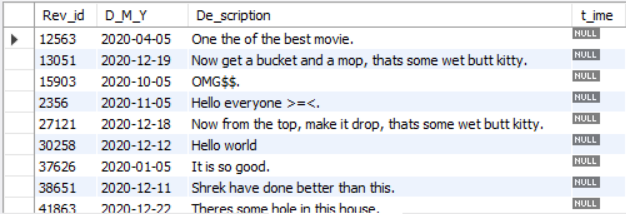 Rev_id D_M_Y De_scription t_ime
12563 2020-04-05 One the of the best movie. NULL
13051 2020-12-19 Now get a bucket and a mop, thats some wet butt kitty. NULL
15903 2020-10-05 OMG$$. NULL
2356 2020-11-05 Hello everyone >=<. NULL
27121 2020-12-18 Now from the top, make it drop, thats some wet butt kitty. NULL
30258 2020-12-12 Hello world NULL
37626 2020-01-05 It is so good. NULL
38651 2020-12-11 Shrek have done better than this. NULL
41863 2020-12-22 Theres some hole in this house. NULL